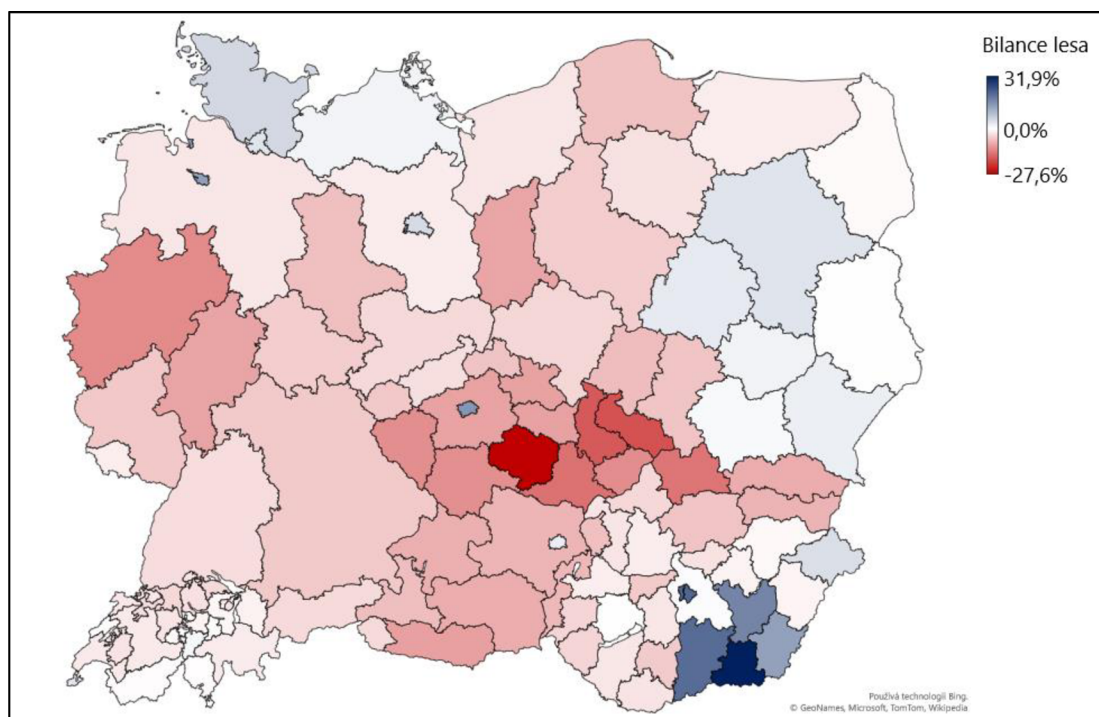 Bilance lesa
31,9%
0,0%
-27,6%
Používá technologii Bing.
© GeoNames, Microsoft, TomTom, Wikipedia